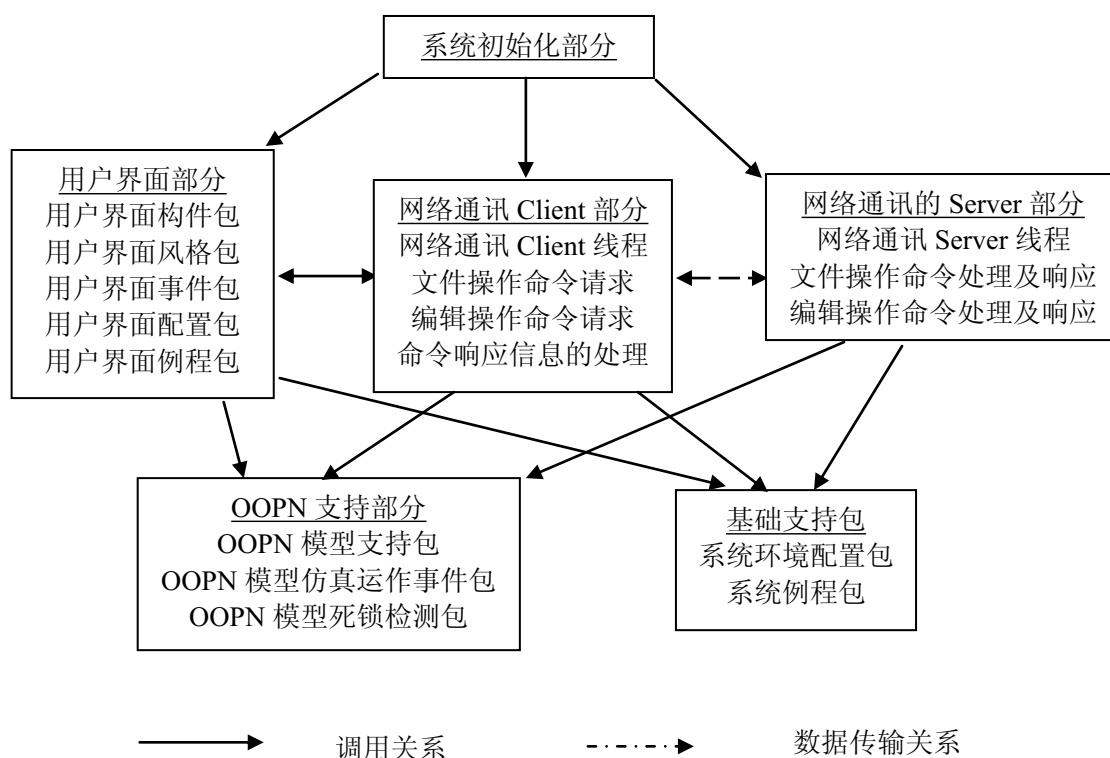 系统初始化部分
用户界面部分
用户界面构件包
用户界面风格包
用户界面事件包
用户界面配置包
用户界面例程包
网络通讯 Client 部分
网络通讯 Client 线程
文件操作命令请求
编辑操作命令请求
命令响应信息的处理
网络通讯的 Server 部分
网络通讯 Server 线程
文件操作命令处理及响应
编辑操作命令处理及响应
OOPN 支持部分
OOPN 模型支持包
OOPN 模型仿真运作事件包
OOPN 模型死锁检测包
基础支持包
系统环境配置包
系统例程包
调用关系
数据传输关系